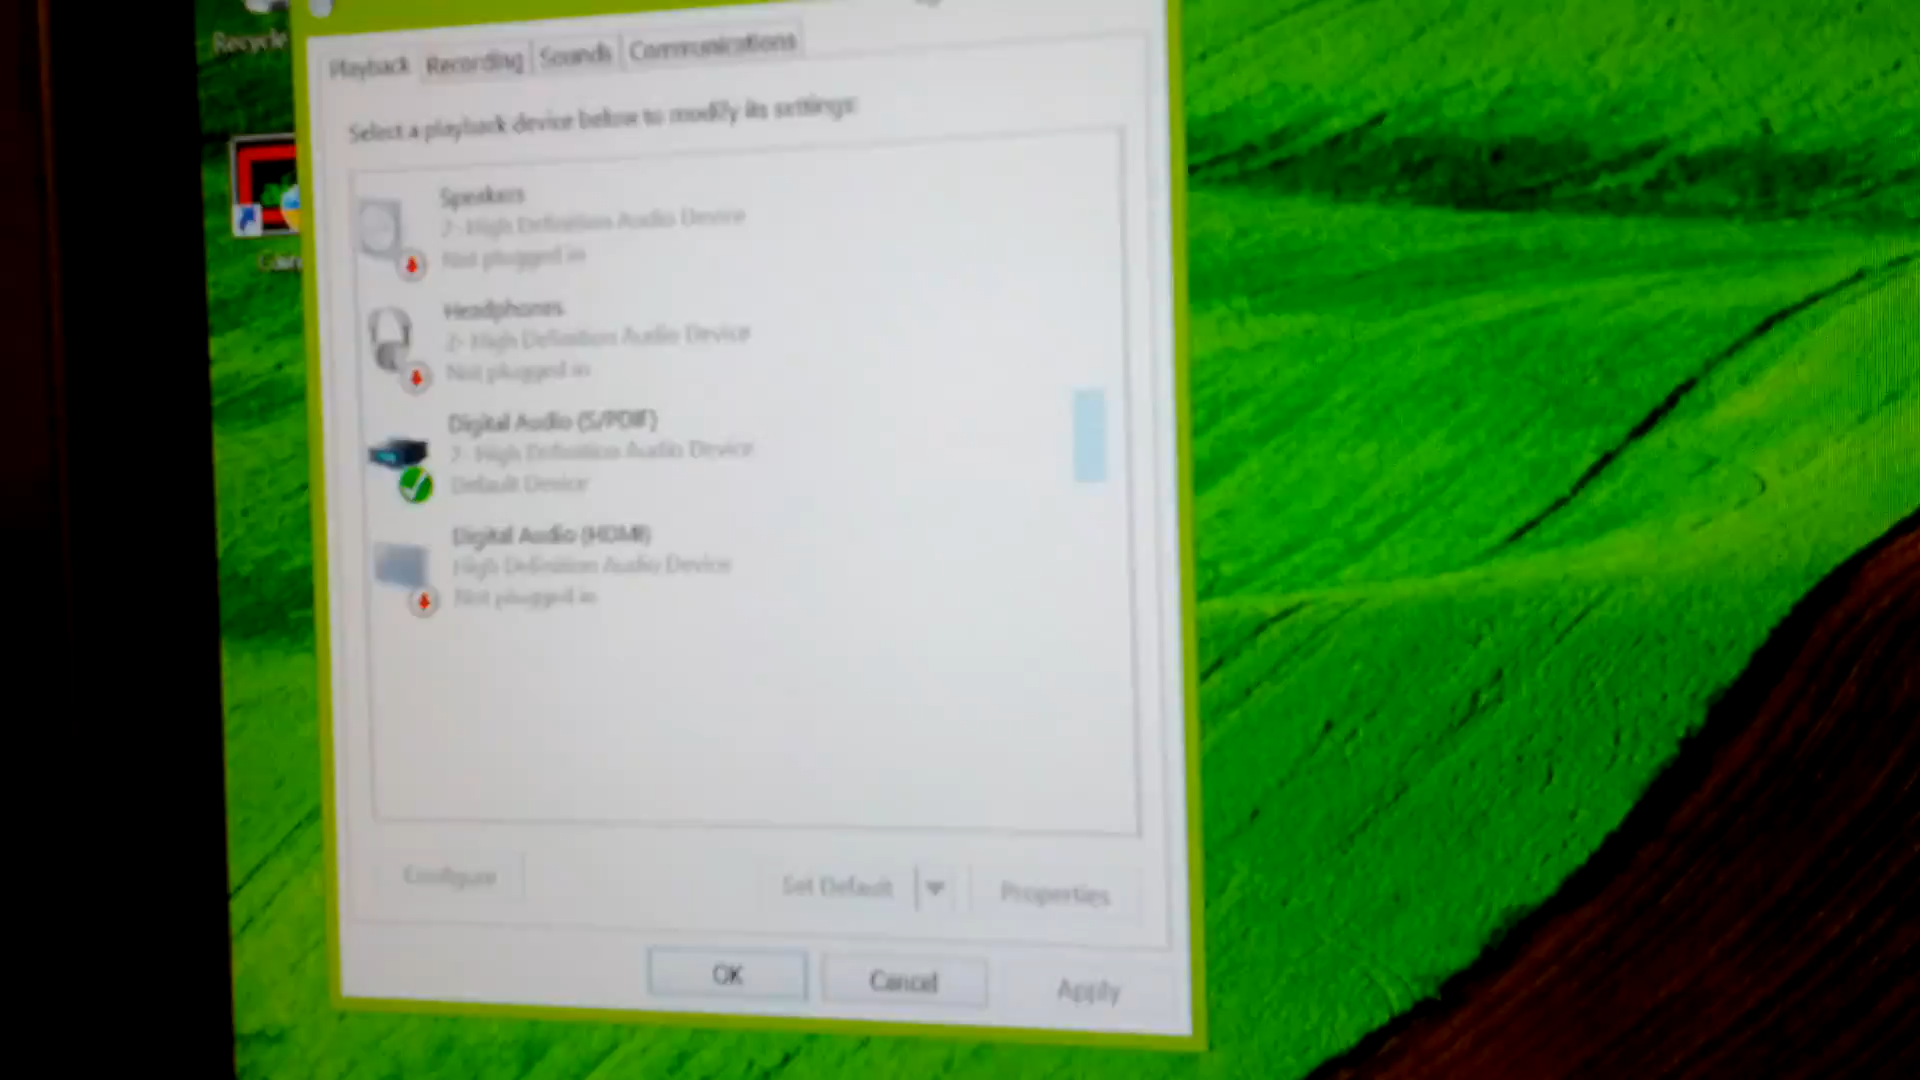 Recycle
Playback
Recording
Sounds
Communications
Select a playback device below to modify its settings:
Speakers
2- High Definition Audio Device
Not plugged in
Headphones
2- High Definition Audio Device
Not plugged in
Digital Audio (S/PDIF)
2- High Definition Audio Device
Default Device
Digital Audio (HDMI)
High Definition Audio Device
Not plugged in
Configure
Set Default
Properties
OK
Cancel
Apply